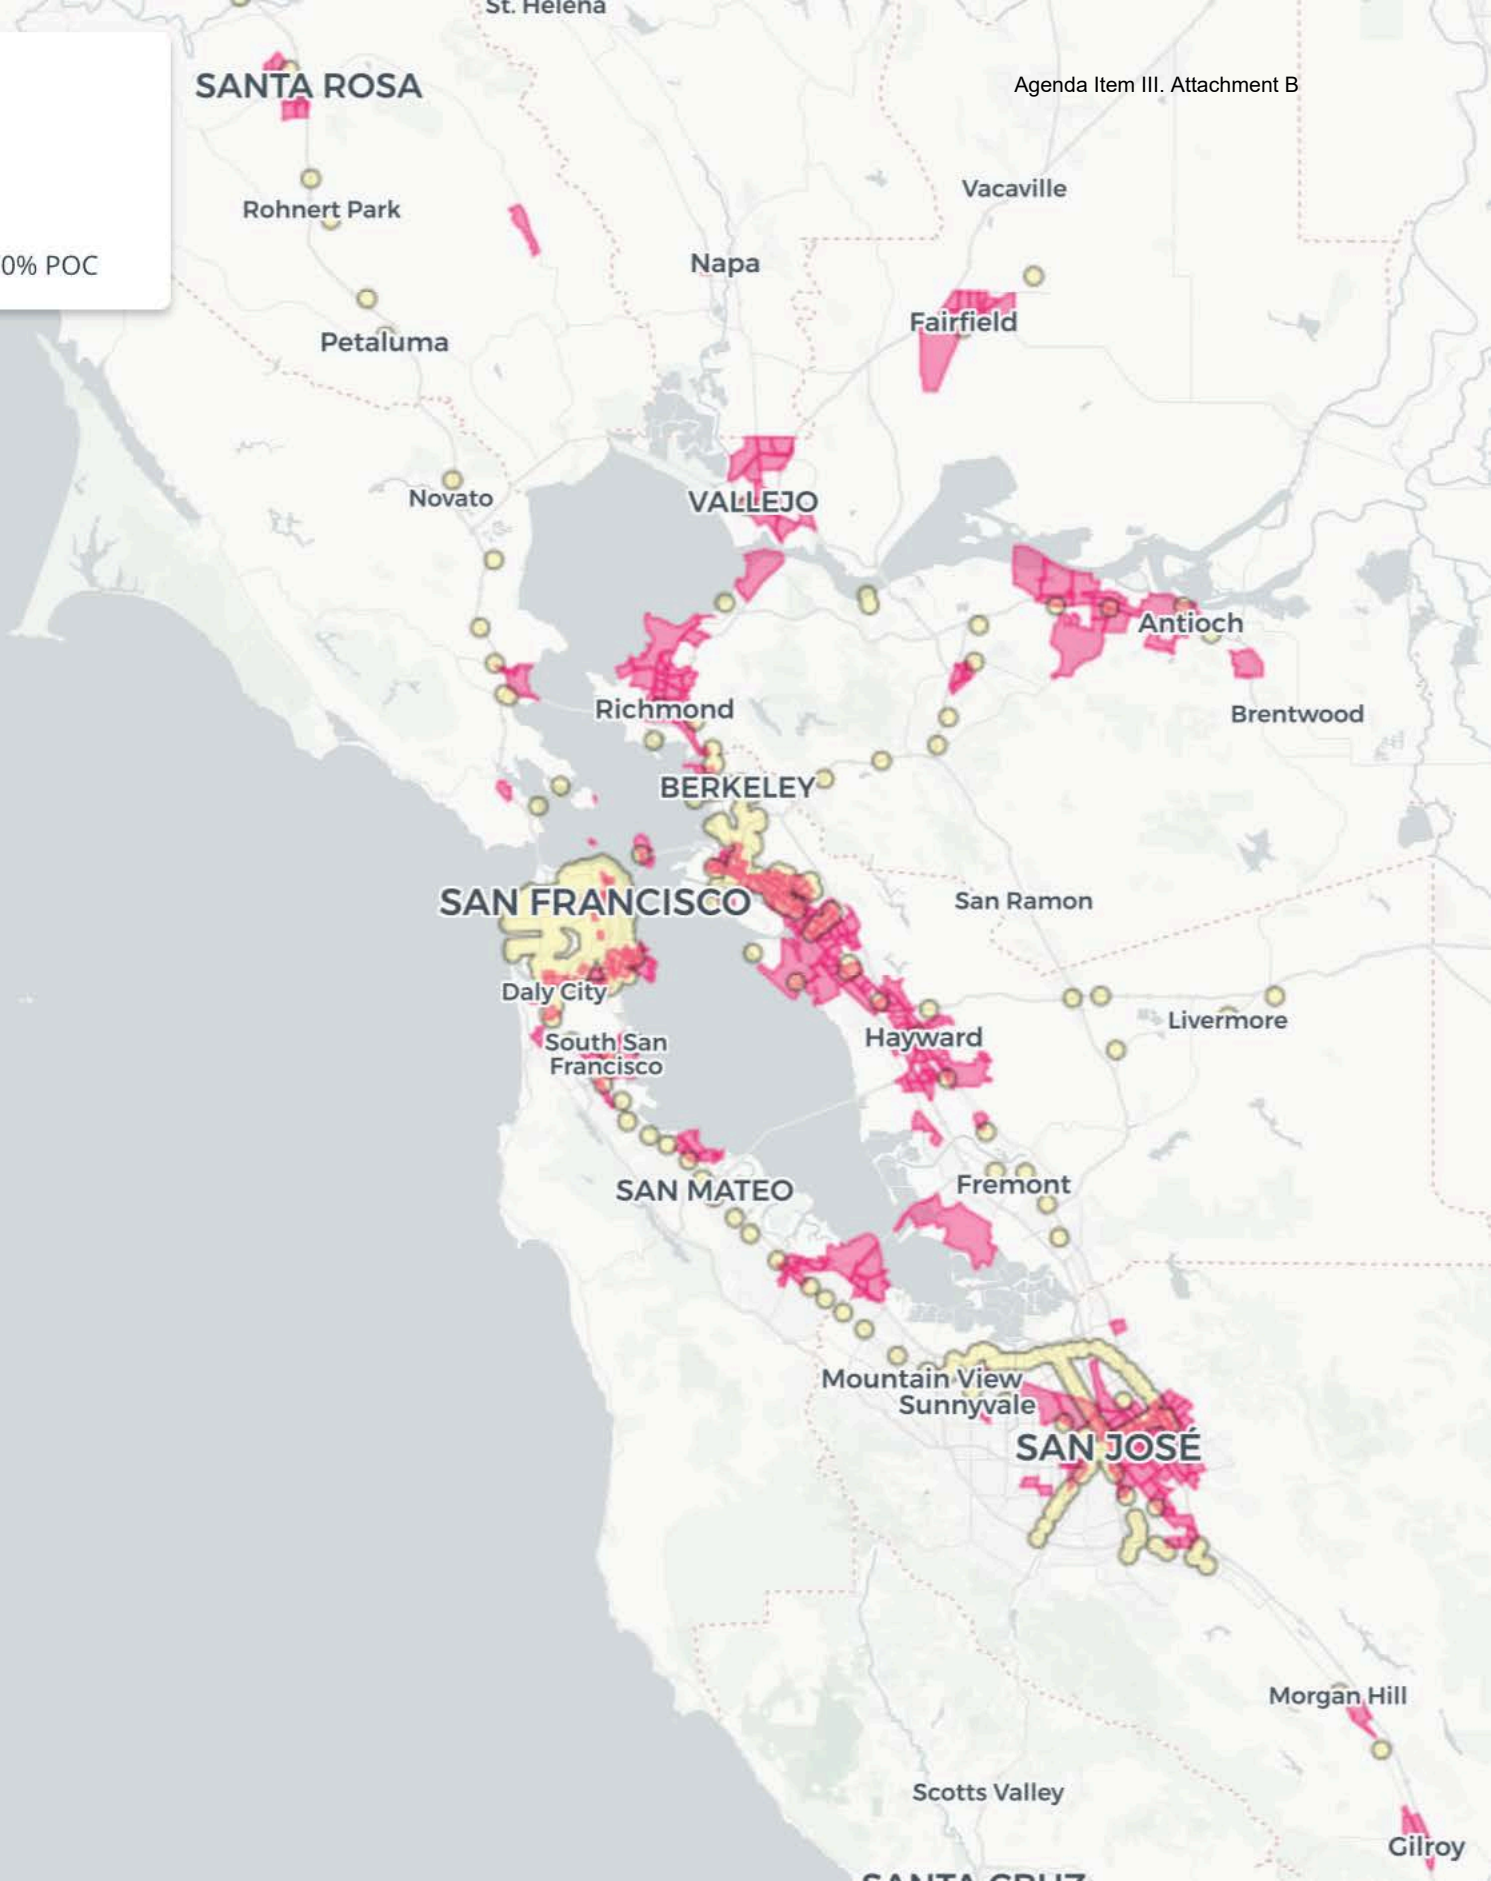 St. Helena
SANTA ROSA
Agenda Item III. Attachment B
Vacaville
Rohnert Park
0% POC
Napa
Fairfield
Petaluma
Novato
VALLEJO
Antioch
Richmond
Brentwood
BERKELEY
SAN FRANCISCO
San Ramon
Daly City
Livermore
Hayward
South San
Francisco
SAN MATEO
Fremont
Mountain View
Sunnyvale
SAN JOSÉ
Morgan Hill
Scotts Valley
Gilroy
SANTA CRUZ